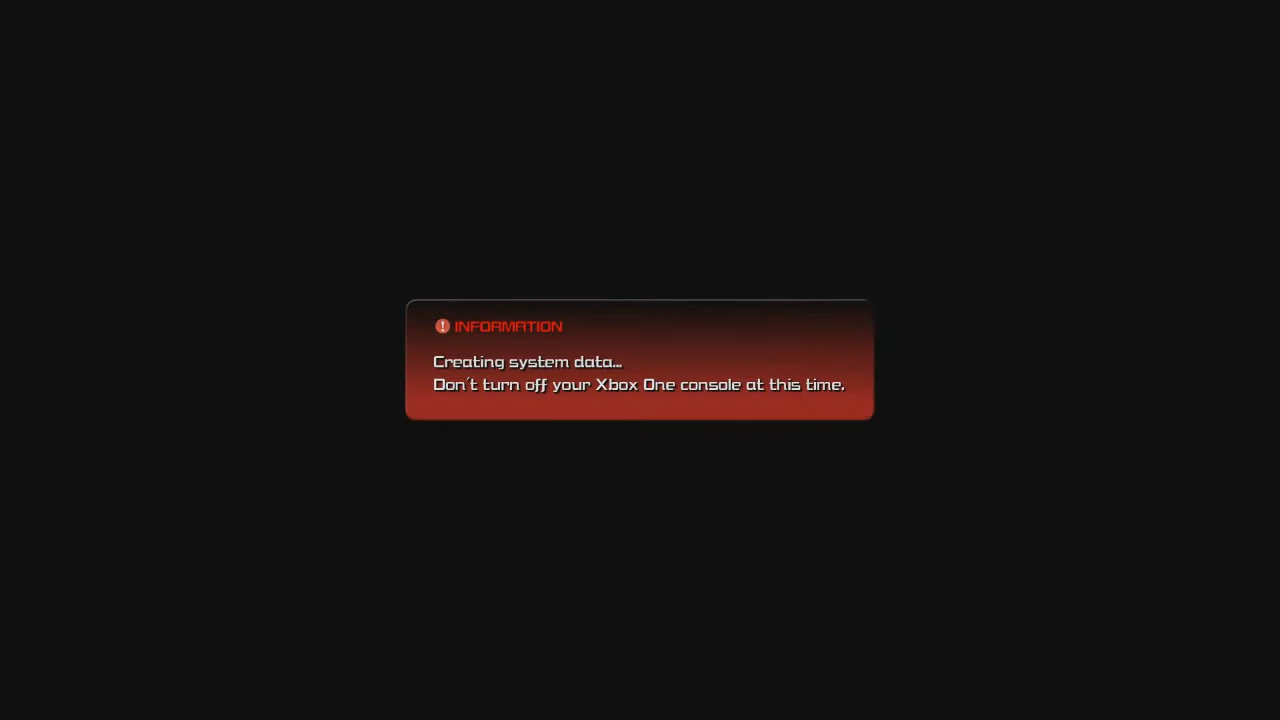 INFORMATION
Creating system data...
Don't turn off your Xbox One console at this time.